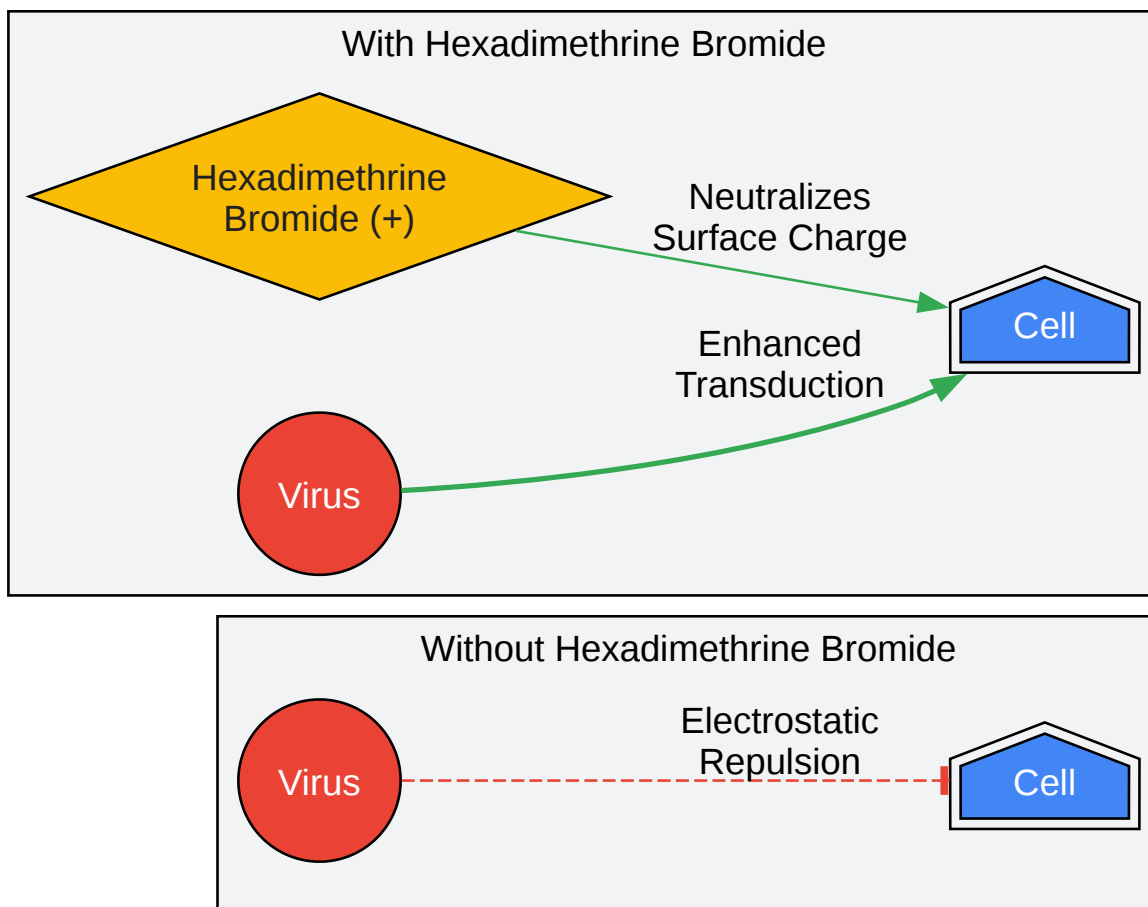 With Hexadimethrine Bromide
Hexadimethrine
Bromide (+)
Neutralizes
Surface Charge
Cell
Enhanced
Transduction
Virus
Without Hexadimethrine Bromide
Electrostatic
Repulsion
Virus
Cell